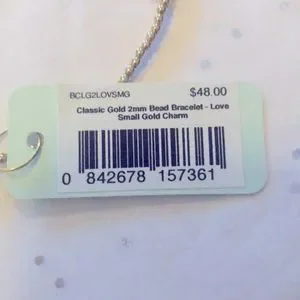 BCLG2LOVSMG $48.00
Classic Gold 2mm Bead Bracelet - Love
Small Gold Charm
0 842678 157361